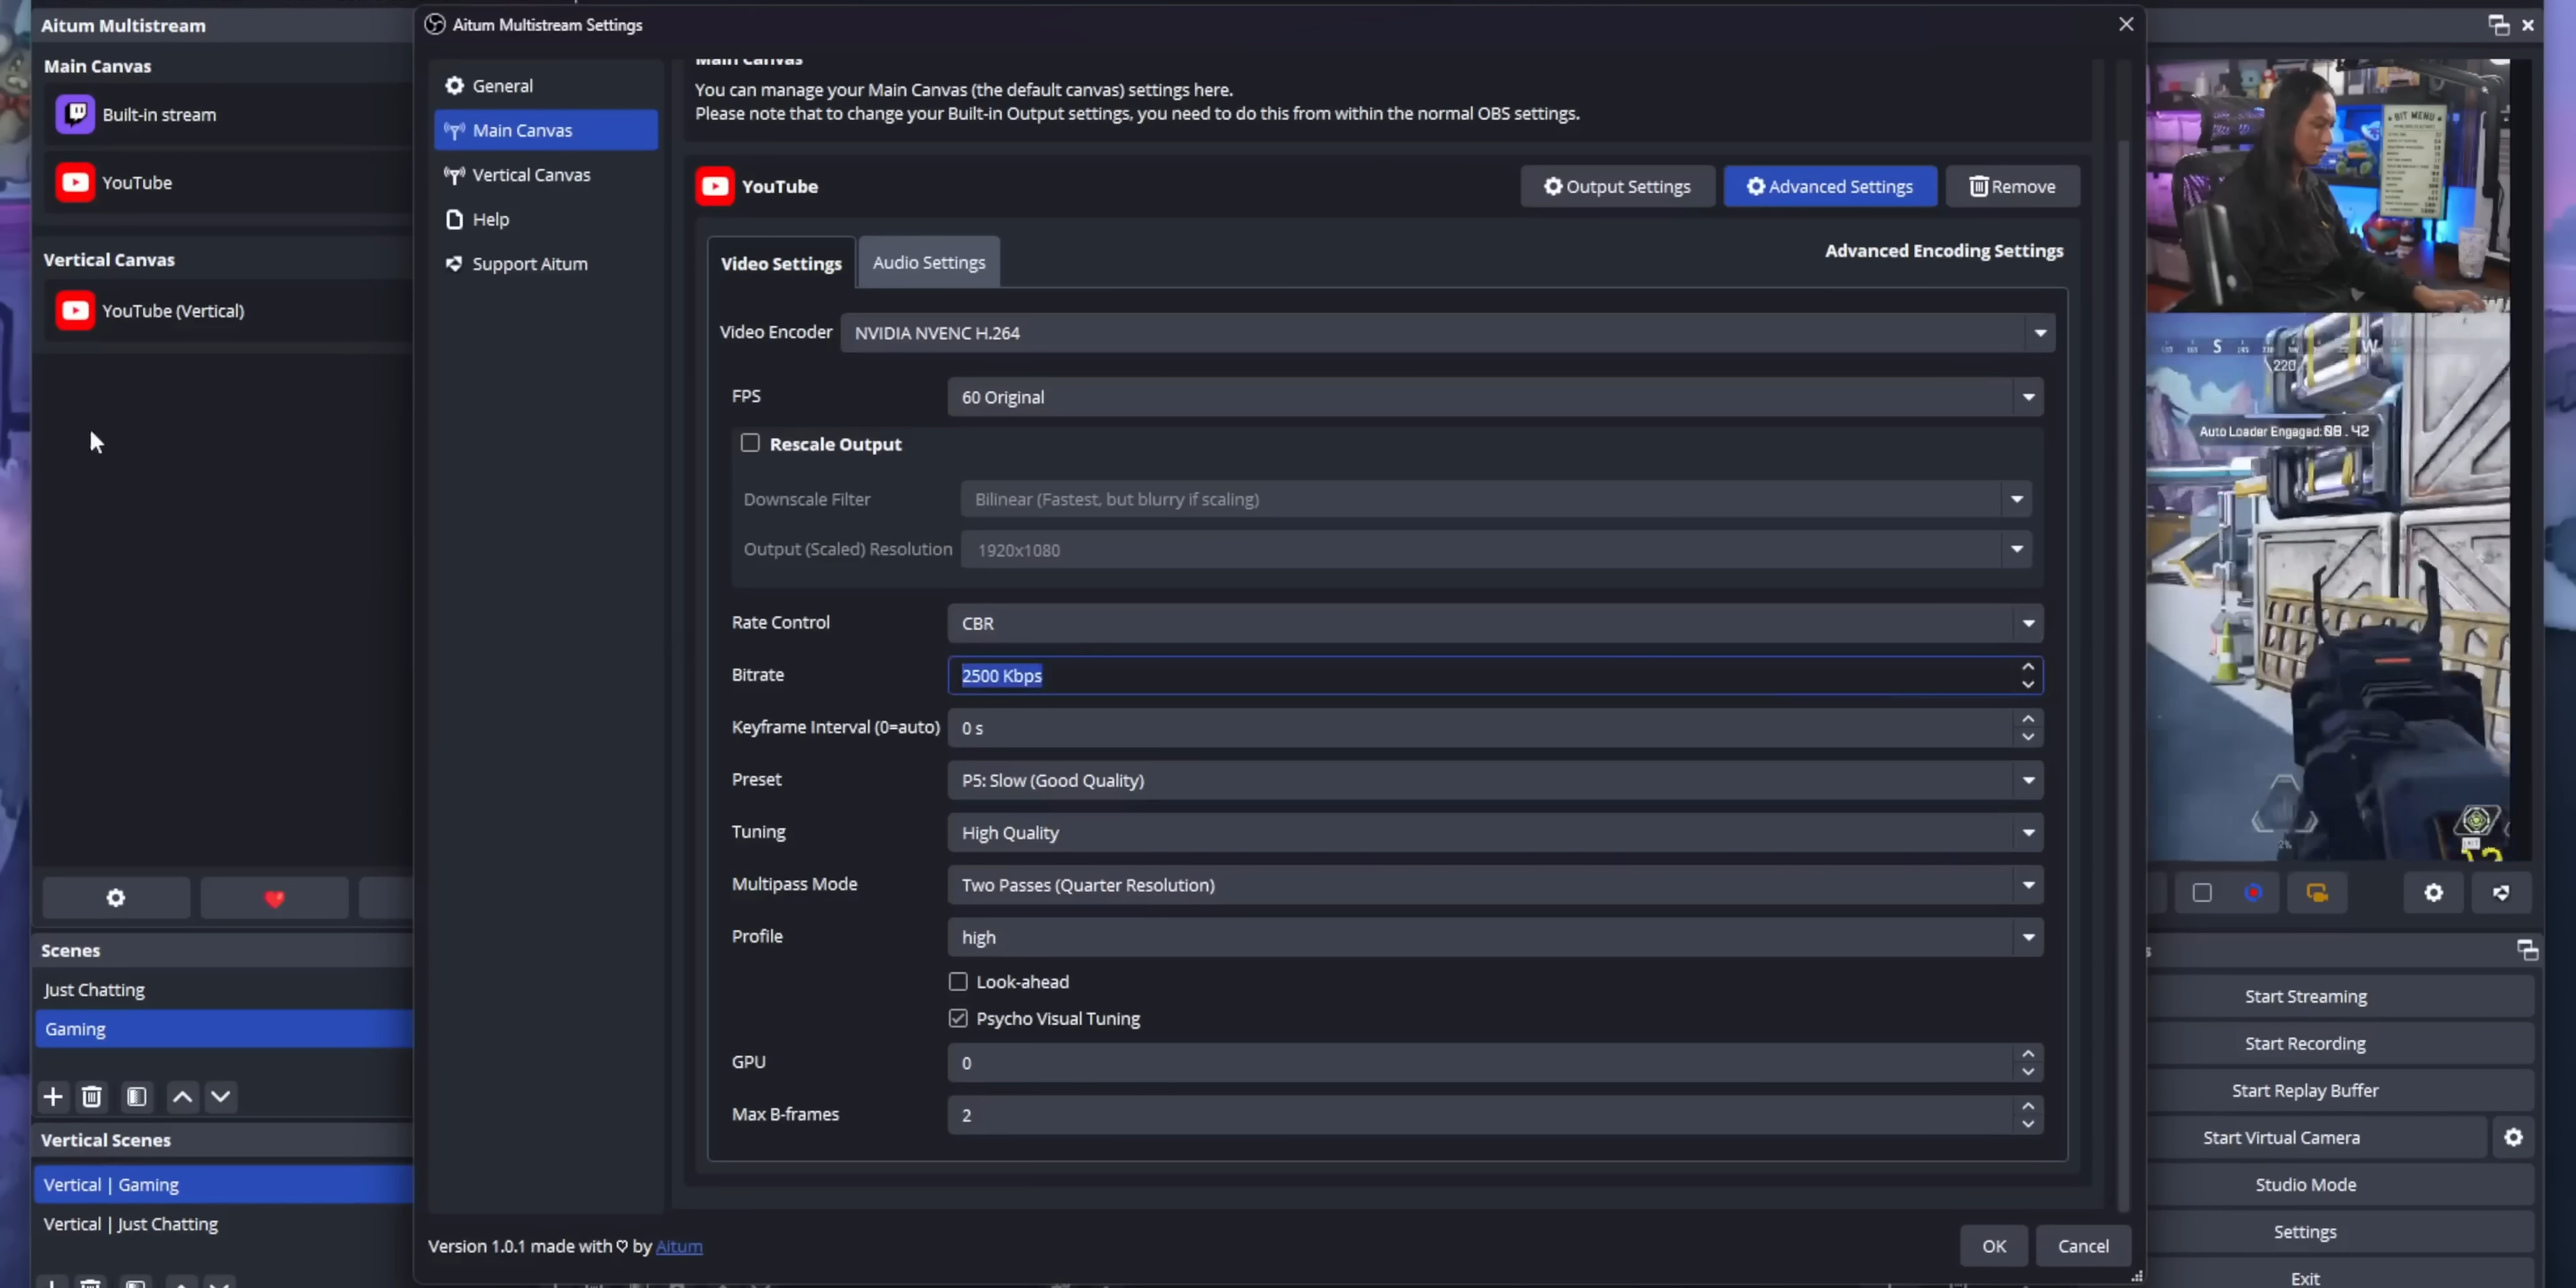 Aitum Multistream
Main Canvas
Built-in stream
YouTube
Vertical Canvas
YouTube (Vertical)
Scenes
Just Chatting
Gaming
Vertical Scenes
Vertical | Gaming
Vertical | Just Chatting
Aitum Multistream Settings
General
Main Canvas
Vertical Canvas
Help
Support Aitum
Main Canvas
You can manage your Main Canvas (the default canvas) settings here.
Please note that to change your Built-in Output settings, you need to do this from within the normal OBS settings.
YouTube
Output Settings
Advanced Settings
Remove
Video Settings
Audio Settings
Advanced Encoding Settings
Video Encoder NVIDIA NVENC H.264
FPS 60 Original
Rescale Output
Downscale Filter Bilinear (Fastest, but blurry if scaling)
Output (Scaled) Resolution 1920x1080
Rate Control CBR
Bitrate 2500 Kbps
Keyframe Interval (0=auto) 0 s
Preset P5: Slow (Good Quality)
Tuning High Quality
Multipass Mode Two Passes (Quarter Resolution)
Profile high
Look-ahead
Psycho Visual Tuning
GPU 0
Max B-frames 2
Version 1.0.1 made with ♡ by Aitum
OK
Cancel
BIT MENU
S
W
220
Auto Loader Engaged:00.42
Start Streaming
Start Recording
Start Replay Buffer
Start Virtual Camera
Studio Mode
Settings
Exit